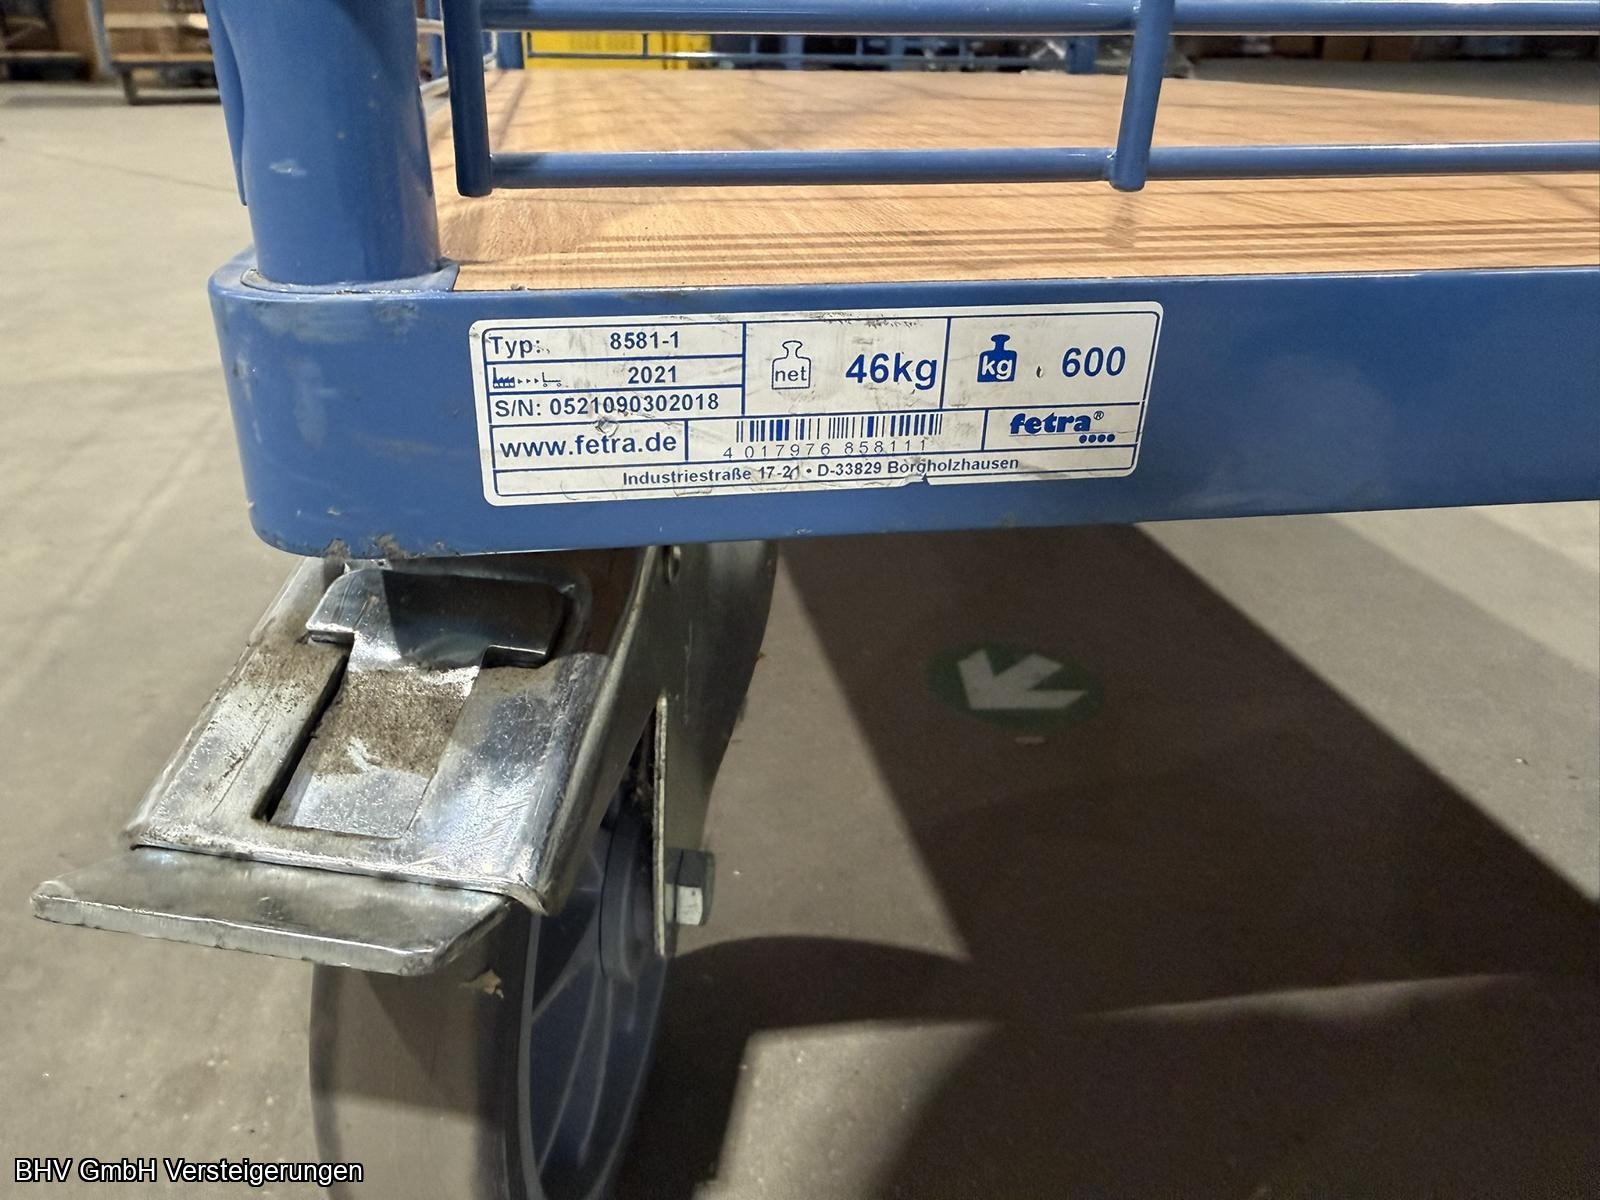 Typ: 8581-1
2021
S/N: 0521090302018
net 46kg
kg 600
www.fetra.de
4 017976 858111
fetra®
Industriestraße 17-21 • D-33829 Borgholzhausen
BHV GmbH Versteigerungen